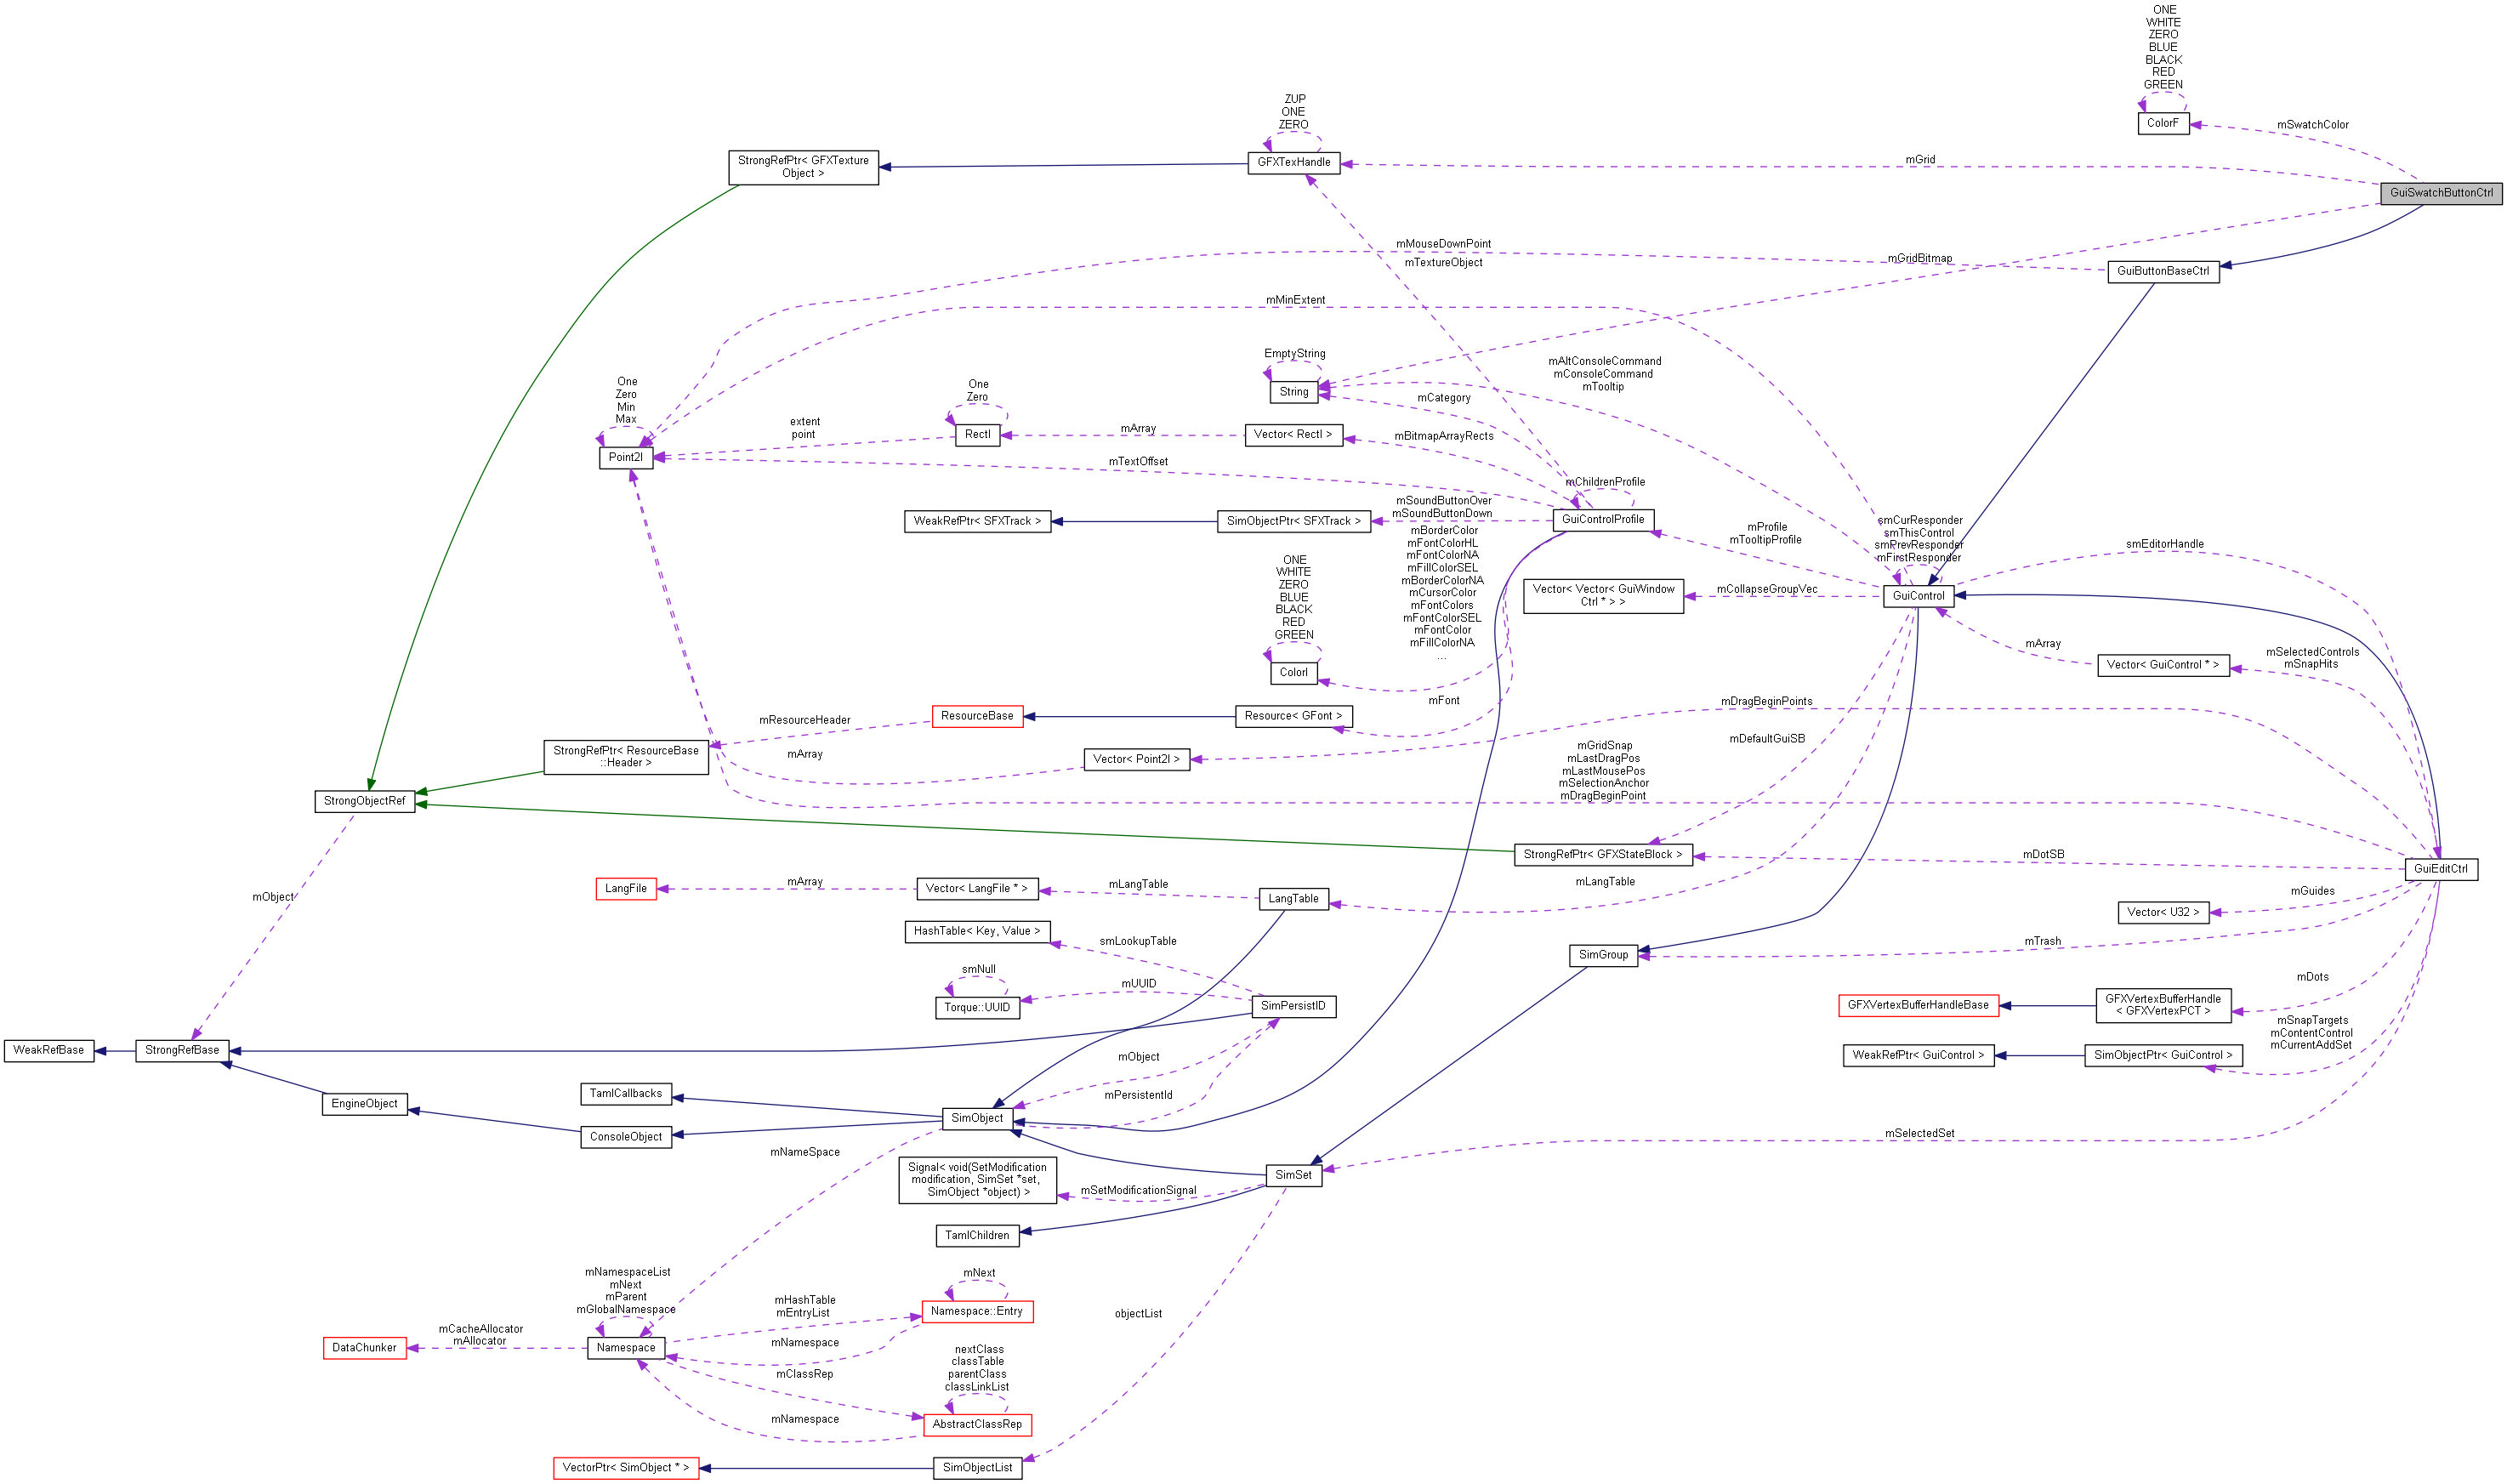 ONE
WHITE
ZERO
BLUE
BLACK
RED
GREEN
ColorF
mSwatchColor
ZUP
ONE
ZERO
GFXTexHandle
mGrid
StrongRefPtr< GFXTexture
Object >
GuiSwatchButtonCtrl
mMouseDownPoint
mTextureObject
mGridBitmap
GuiButtonBaseCtrl
mMinExtent
EmptyString
String
mAltConsoleCommand
mConsoleCommand
mTooltip
One
Zero
Min
Max
Point2I
extent
point
One
Zero
RectI
mArray
Vector< RectI >
mCategory
mBitmapArrayRects
mTextOffset
mChildrenProfile
GuiControlProfile
WeakRefPtr< SFXTrack >
SimObjectPtr< SFXTrack >
mSoundButtonOver
mSoundButtonDown
mBorderColor
mFontColorHL
mFontColorNA
mFillColorSEL
mBorderColorNA
mCursorColor
mFontColors
mFontColorSEL
mFontColor
mFillColorNA
...
mProfile
mTooltipProfile
smCurResponder
smThisControl
smPrevResponder
mFirstResponder
GuiControl
smEditorHandle
Vector< Vector< GuiWindow
Ctrl * > >
mCollapseGroupVec
ONE
WHITE
ZERO
BLUE
BLACK
RED
GREEN
ColorI
mArray
Vector< GuiControl * >
mSelectedControls
mSnapHits
mFont
ResourceBase
Resource< GFont >
mResourceHeader
mDragBeginPoints
mDefaultGuiSB
StrongRefPtr< ResourceBase
::Header >
mArray
Vector< Point2I >
mGridSnap
mLastDragPos
mLastMousePos
mSelectionAnchor
mDragBeginPoint
StrongObjectRef
StrongRefPtr< GFXStateBlock >
mDotSB
GuiEditCtrl
mObject
LangFile
mArray
Vector< LangFile * >
mLangTable
LangTable
mLangTable
mGuides
Vector< U32 >
HashTable< Key, Value >
smLookupTable
mTrash
SimGroup
smNull
Torque::UUID
mUUID
SimPersistID
mDots
GFXVertexBufferHandleBase
GFXVertexBufferHandle
< GFXVertexPCT >
mSnapTargets
mContentControl
mCurrentAddSet
WeakRefPtr< GuiControl >
SimObjectPtr< GuiControl >
WeakRefBase
StrongRefBase
mObject
mPersistentId
EngineObject
TamlCallbacks
SimObject
ConsoleObject
mSelectedSet
mNameSpace
Signal< void(SetModification
modification, SimSet *set,
SimObject *object) >
mSetModificationSignal
SimSet
TamlChildren
mNamespaceList
mNext
mParent
mGlobalNamespace
Namespace
mHashTable
mEntryList
mNext
Namespace::Entry
mNamespace
objectList
mCacheAllocator
mAllocator
DataChunker
mClassRep
nextClass
classTable
parentClass
classLinkList
AbstractClassRep
mNamespace
VectorPtr< SimObject * >
SimObjectList